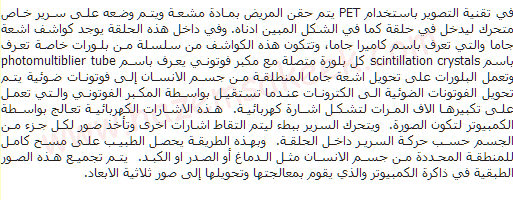 في تقنية التصوير باستخدام PET يتم حقن المريض بمادة مشعة ويتم وضعه على سرير خاص
متحرك ليدخل في حلقة كما في الشكل المبين ادناه. وفي داخل هذه الحلقة يوجد كواشف اشعة
جاما والتي تعرف باسم كاميرا جاما، وتتكون هذه الكواشف من سلسلة من بلورات خاصة تعرف
باسم scintillation crystals كل بلورة متصلة مع مكبر فوتوني يعرف باسم photomultiblier tube
وتعمل البلورات على تحويل اشعة جاما المنطلقة من جسم الانسان إلى فوتونات ضوئية يتم
تحويل الفوتونات الضوئية الى الكترونات عندما تستقبل بواسطة المكبر الفوتوني والتي تعمل
على تكبيرها الاف المرات لتشكل اشارة كهربائية. هذه الاشارات الكهربائية تعالج بواسطة
الكمبيوتر لتكون الصورة. ويتحرك السرير ببطء ليتم التقاط اشارات اخرى وتأخذ صور لكل جزء من
الجسم حسب حركة السرير داخل الحلقة. وبهذه الطريقة يحصل الطبيب على مسح كامل
للمنطقة المحددة من جسم الانسان مثل الدماغ أو الصدر او الكبد. يتم تجميع هذه الصور
الطبقية في ذاكرة الكمبيوتر والذي يقوم بمعالجتها وتحويلها إلى صور ثلاثية الابعاد.